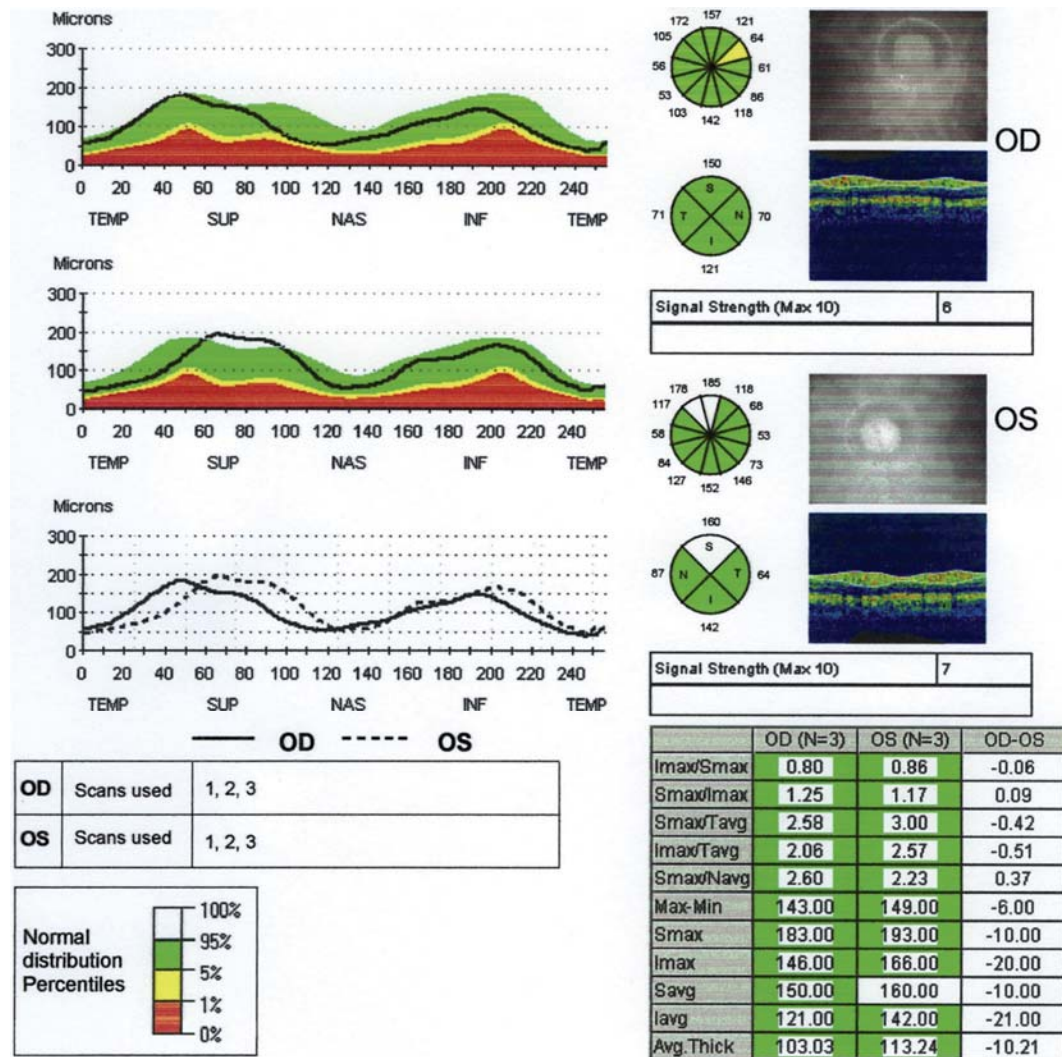 Microns
300
200
100
0
0 20 40 60 80 100 120 140 160 180 200 220 240
TEMP SUP NAS INF TEMP
Microns
300
200
100
0
0 20 40 60 80 100 120 140 160 180 200 220 240
TEMP SUP NAS INF TEMP
Microns
300
200
100
0
0 20 40 60 80 100 120 140 160 180 200 220 240
TEMP SUP NAS INF TEMP
OD OS
OD Scans used 1, 2, 3
OS Scans used 1, 2, 3
Normal
distribution
Percentiles
100%
95%
5%
1%
0%
157
172 121
105 64
56 61
53 86
103 118
142
OD
150
S
71 T N 70
I
121
Signal Strength (Max 10) 6
185
178 118
117 68
58 53
84 73
127 146
152
OS
160
S
87 N T 64
I
142
Signal Strength (Max 10) 7
OD (N=3) OS (N=3) OD-OS
Imax/Smax 0.80 0.86 -0.06
Smax/Imax 1.25 1.17 0.09
Smax/Tavg 2.58 3.00 -0.42
Imax/Tavg 2.06 2.57 -0.51
Smax/Navg 2.60 2.23 0.37
Max-Min 143.00 149.00 -6.00
Smax 183.00 193.00 -10.00
Imax 146.00 166.00 -20.00
Savg 150.00 160.00 -10.00
Iavg 121.00 142.00 -21.00
Avg.Thick 103.03 113.24 -10.21